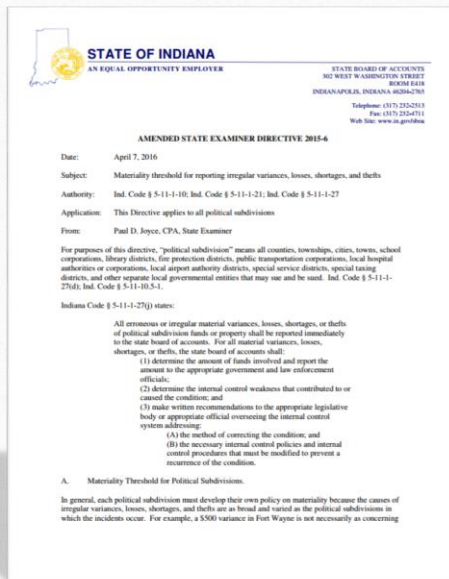 STATE OF INDIANA
AN EQUAL OPPORTUNITY EMPLOYER
STATE BOARD OF ACCOUNTS
302 WEST WASHINGTON STREET
ROOM E418
INDIANAPOLIS, INDIANA 46204-2765
Telephone: (317) 232-2513
Fax: (317) 232-4711
Web Site: www.in.gov/sboa
AMENDED STATE EXAMINER DIRECTIVE 2015-6
Date: April 7, 2016
Subject: Materiality threshold for reporting irregular variances, losses, shortages, and thefts
Authority: Ind. Code § 5-11-1-10; Ind. Code § 5-11-1-21; Ind. Code § 5-11-1-27
Application: This Directive applies to all political subdivisions
From: Paul D. Joyce, CPA, State Examiner
For purposes of this directive, "political subdivision" means all counties, townships, cities, towns, school
corporations, library districts, fire protection districts, public transportation corporations, local hospital
authorities or corporations, local airport authority districts, special service districts, special taxing
districts, and other separate local governmental entities that may sue and be sued. Ind. Code § 5-11-1-
27(d); Ind. Code § 5-11-10.5-1.
Indiana Code § 5-11-1-27(j) states:
All erroneous or irregular material variances, losses, shortages, or thefts
of political subdivision funds or property shall be reported immediately
to the state board of accounts. For all material variances, losses,
shortages, or thefts, the state board of accounts shall:
(1) determine the amount of funds involved and report the
amount to the appropriate government and law enforcement
officials;
(2) determine the internal control weakness that contributed to or
caused the condition; and
(3) make written recommendations to the appropriate legislative
body or appropriate official overseeing the internal control
system addressing:
(A) the method of correcting the condition; and
(B) the necessary internal control policies and internal
control procedures that must be modified to prevent a
recurrence of the condition.
A. Materiality Threshold for Political Subdivisions.
In general, each political subdivision must develop their own policy on materiality because the causes of
irregular variances, losses, shortages, and thefts are as broad and varied as the political subdivisions in
which the incidents occur. For example, a $500 variance in Fort Wayne is not necessarily as concerning